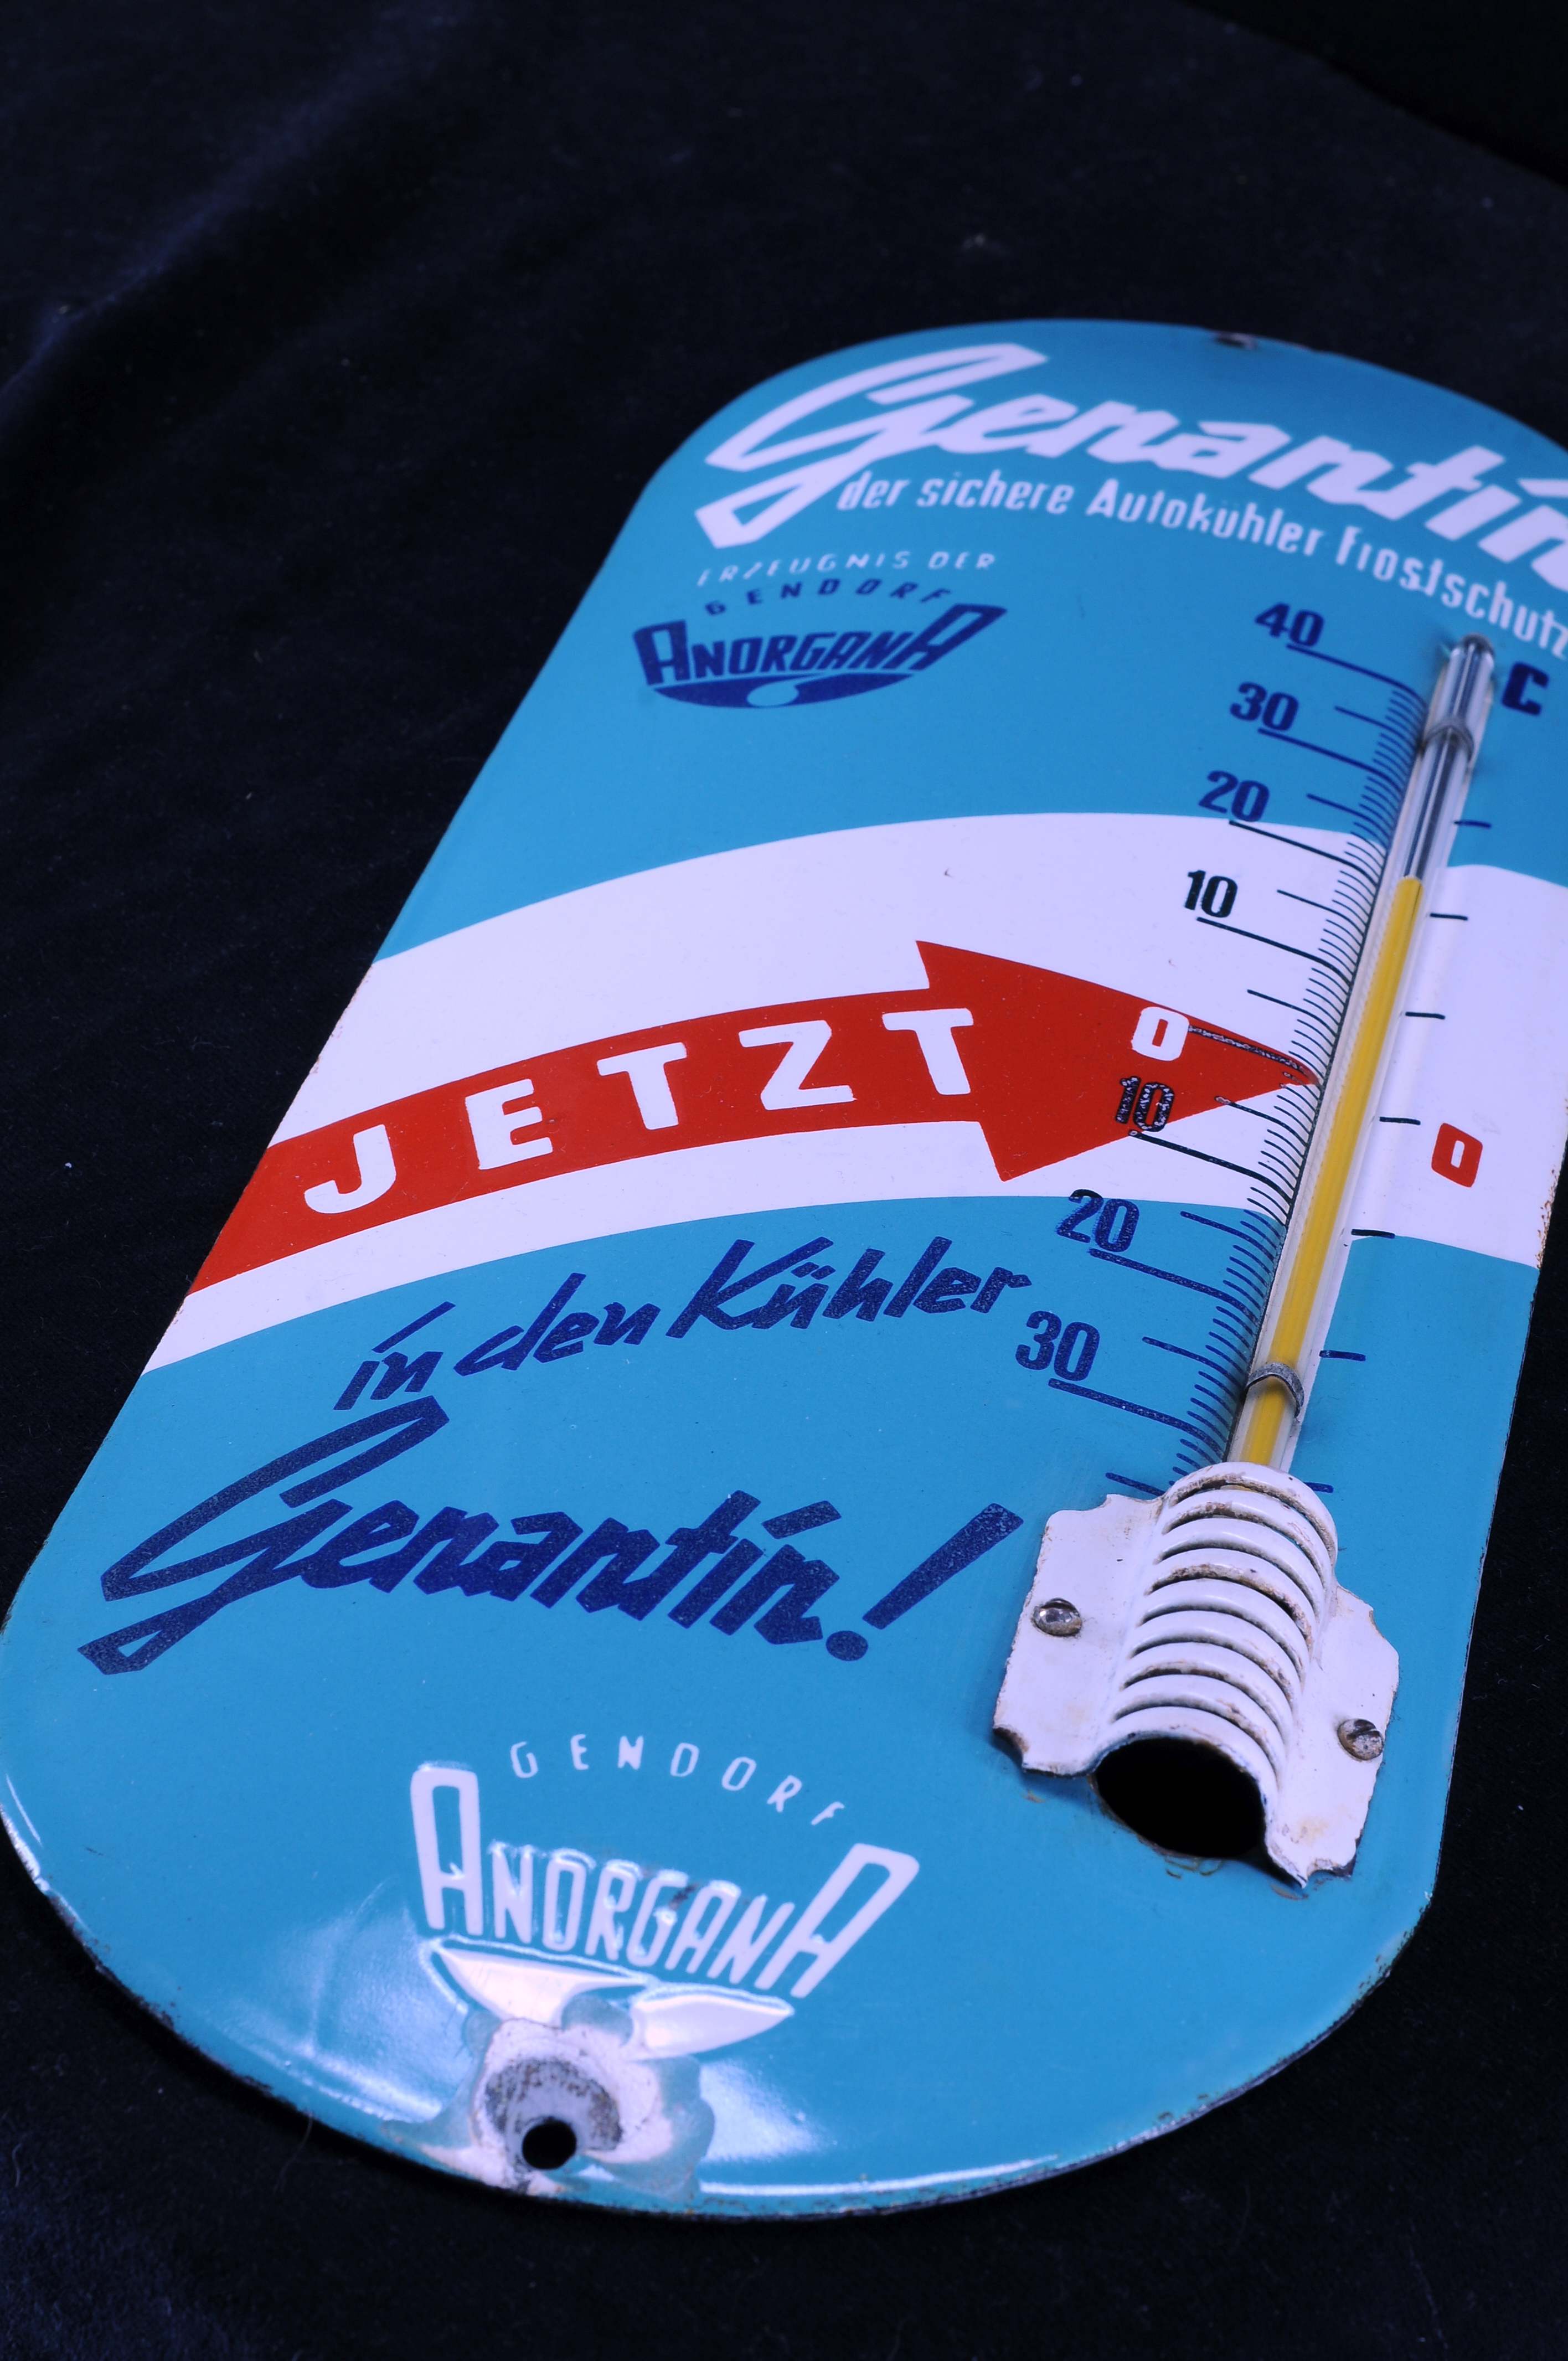 Genantin
der sichere Autokühler Frostschutz
ERZEUGNIS DER
GENDORF
ANORGANA
40
C
30
20
10
JETZT
0
10
0
20
in den Kühler
30
Genantin!
GENDORF
ANORGANA